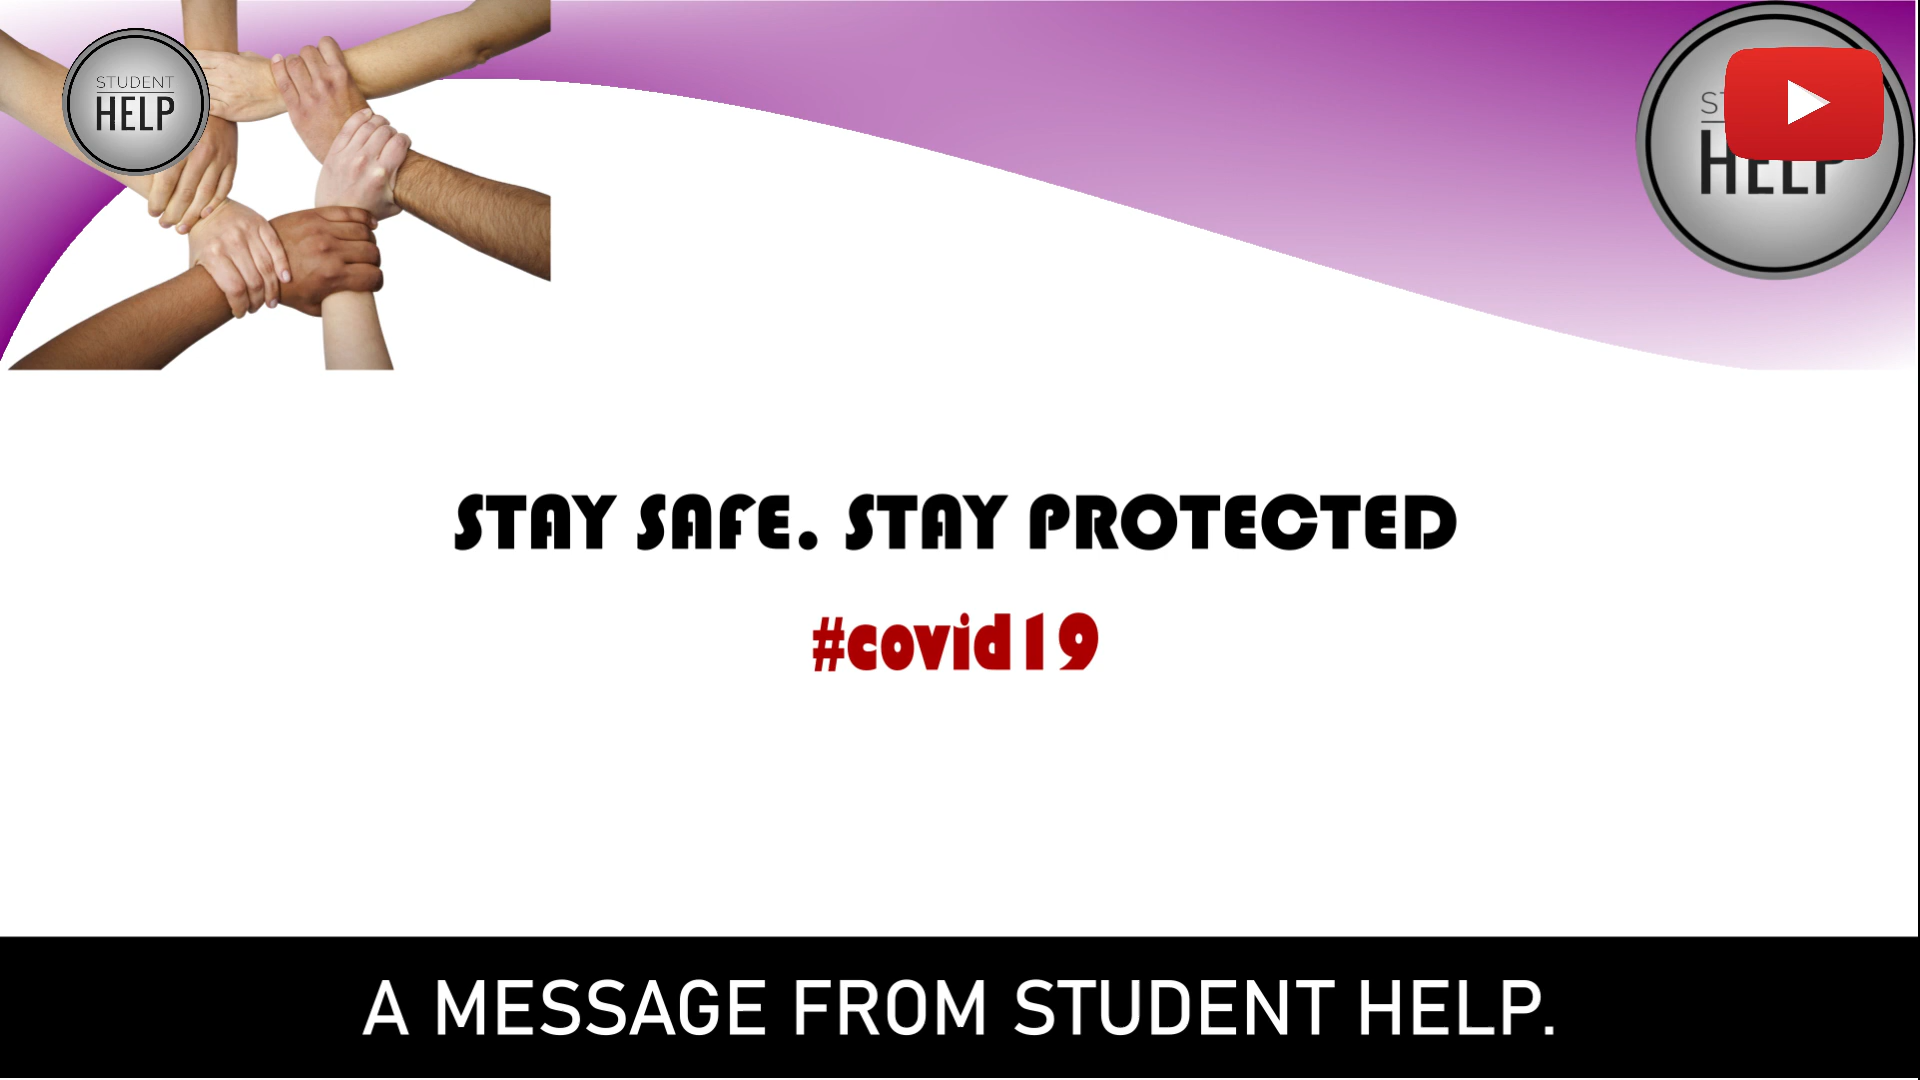 STUDENT
HELP
STAY SAFE. STAY PROTECTED
#covid19
A MESSAGE FROM STUDENT HELP.